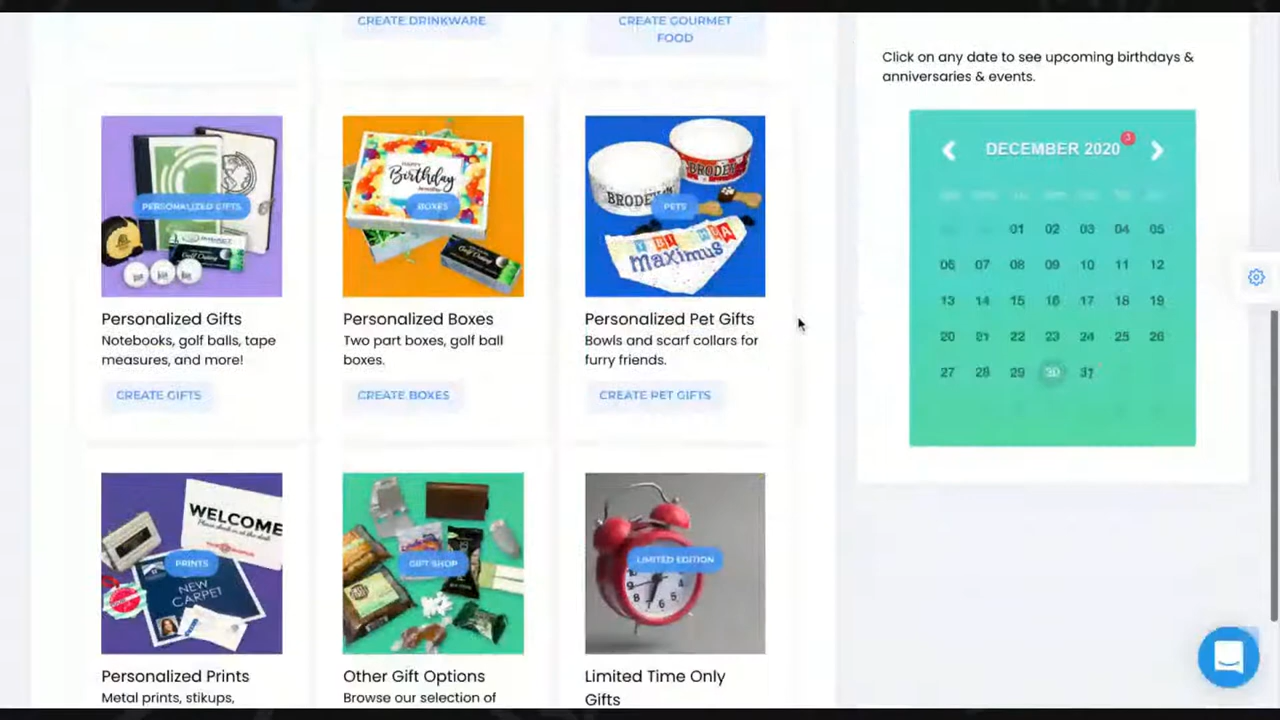 CREATE DRINKWARE
CREATE GOURMET
FOOD
Click on any date to see upcoming birthdays &
anniversaries & events.
PERSONALIZED GIFTS
HAPPY
Birthday
BOXES
BRODEY
PETS
Maximus
Personalized Gifts
Notebooks, golf balls, tape
measures, and more!
CREATE GIFTS
Personalized Boxes
Two part boxes, golf ball
boxes.
CREATE BOXES
Personalized Pet Gifts
Bowls and scarf collars for
furry friends.
CREATE PET GIFTS
DECEMBER 2020
3
01 02 03 04 05
06 07 08 09 10 11 12
13 14 15 16 17 18 19
20 21 22 23 24 25 26
27 28 29 30 31
WELCOME
PRINTS
NEW
CARPET
GIFT SHOP
LIMITED EDITION
Personalized Prints
Metal prints, stikups,
Other Gift Options
Browse our selection of
Limited Time Only
Gifts